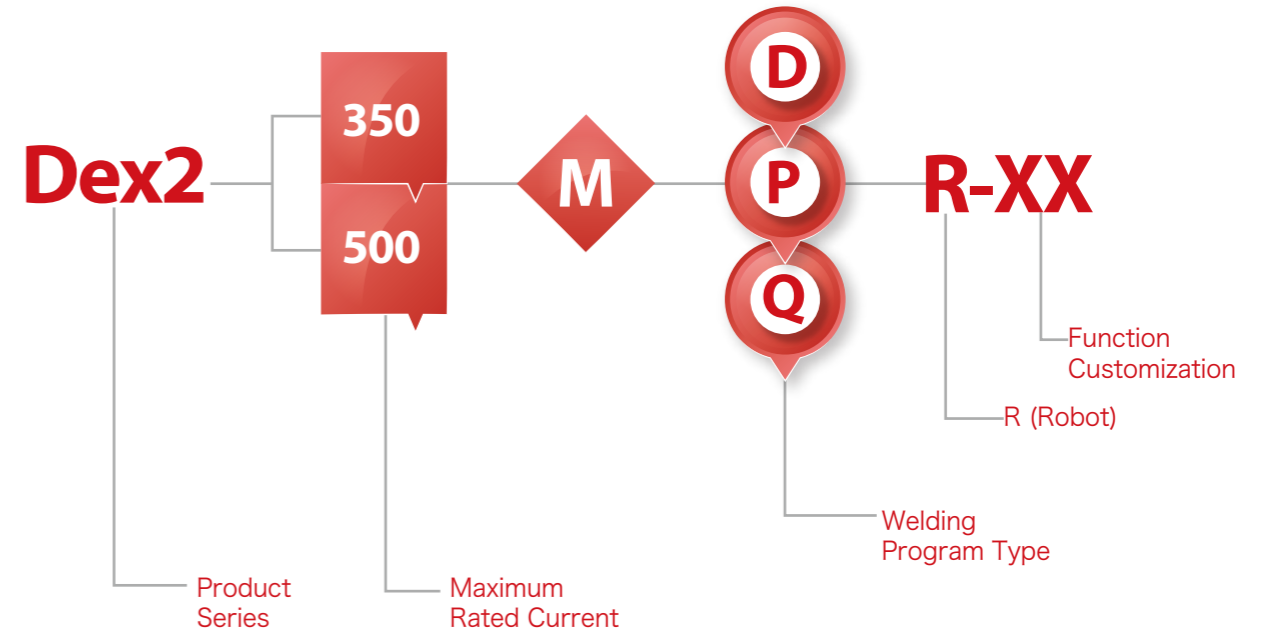 Dex2
350
500
M
D
P
Q
R-XX
Function
Customization
R (Robot)
Welding
Program Type
Product
Series
Maximum
Rated Current